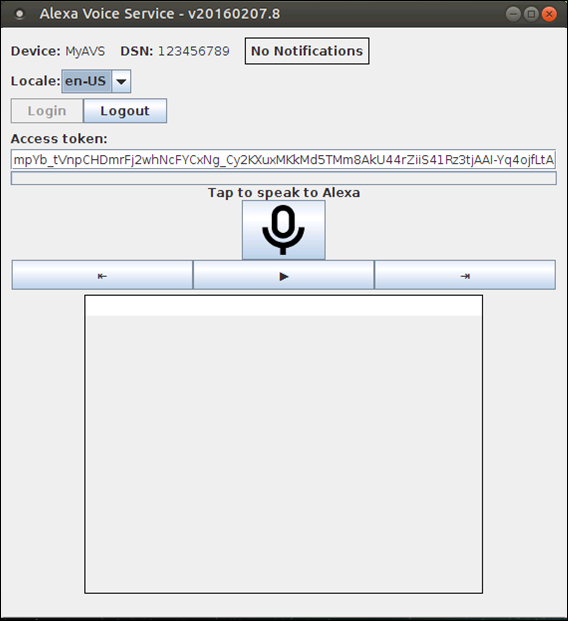 Alexa Voice Service - v20160207.8
Device: MyAVS DSN: 123456789 No Notifications
Locale: en-US
Login Logout
Access token:
mpYb_tVnpCHDmrFj2whNcFYCxNg_Cy2KXuxMKkMd5TMm8AkU44rZiiS41Rz3tjAAI-Yq4ojfLtA
Tap to speak to Alexa